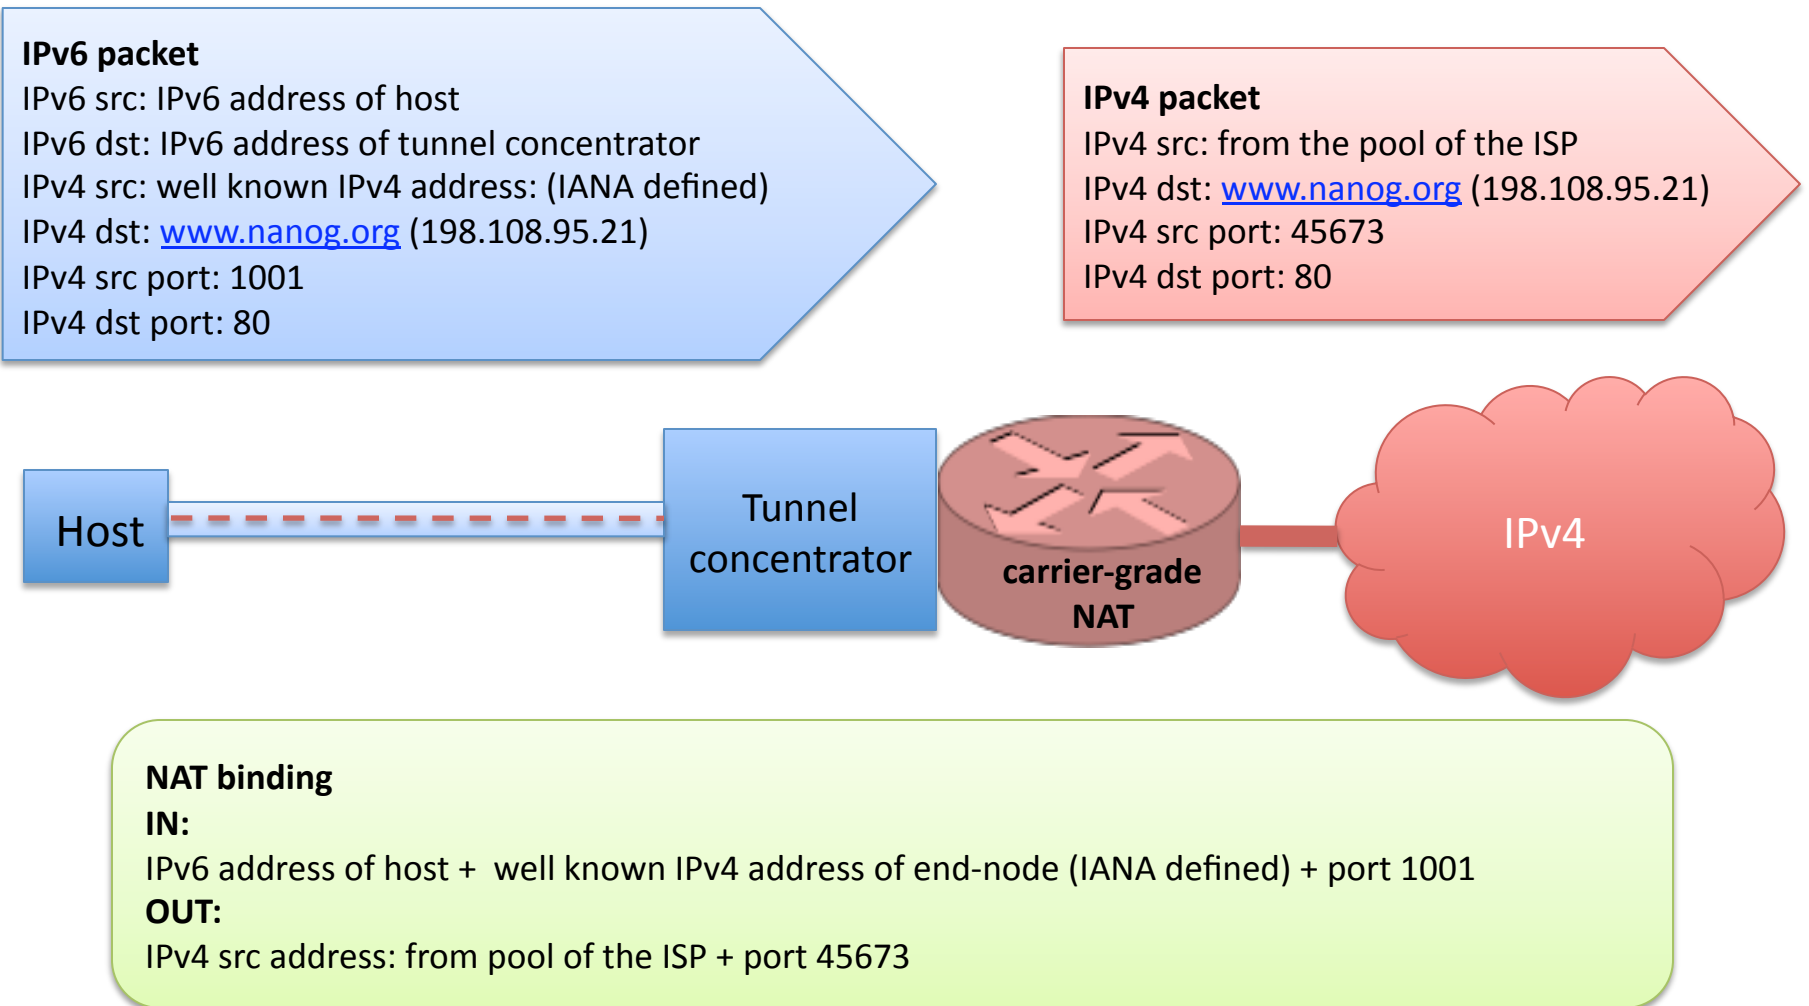 IPv6 packet
IPv6 src: IPv6 address of host
IPv6 dst: IPv6 address of tunnel concentrator
IPv4 src: well known IPv4 address: (IANA defined)
IPv4 dst: www.nanog.org (198.108.95.21)
IPv4 src port: 1001
IPv4 dst port: 80
IPv4 packet
IPv4 src: from the pool of the ISP
IPv4 dst: www.nanog.org (198.108.95.21)
IPv4 src port: 45673
IPv4 dst port: 80
Host
Tunnel
concentrator
carrier-grade
NAT
IPv4
NAT binding
IN:
IPv6 address of host + well known IPv4 address of end-node (IANA defined) + port 1001
OUT:
IPv4 src address: from pool of the ISP + port 45673